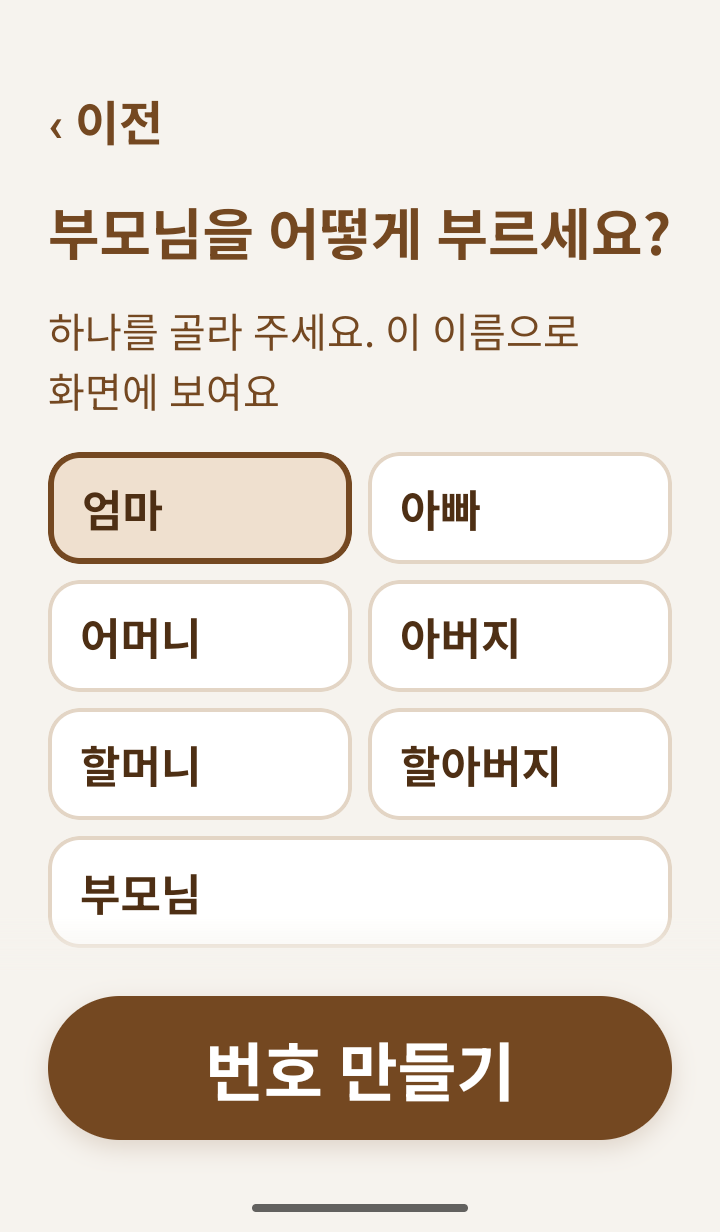 ‹ 이전
부모님을 어떻게 부르세요?
하나를 골라 주세요. 이 이름으로
화면에 보여요
엄마
아빠
어머니
아버지
할머니
할아버지
부모님
번호 만들기